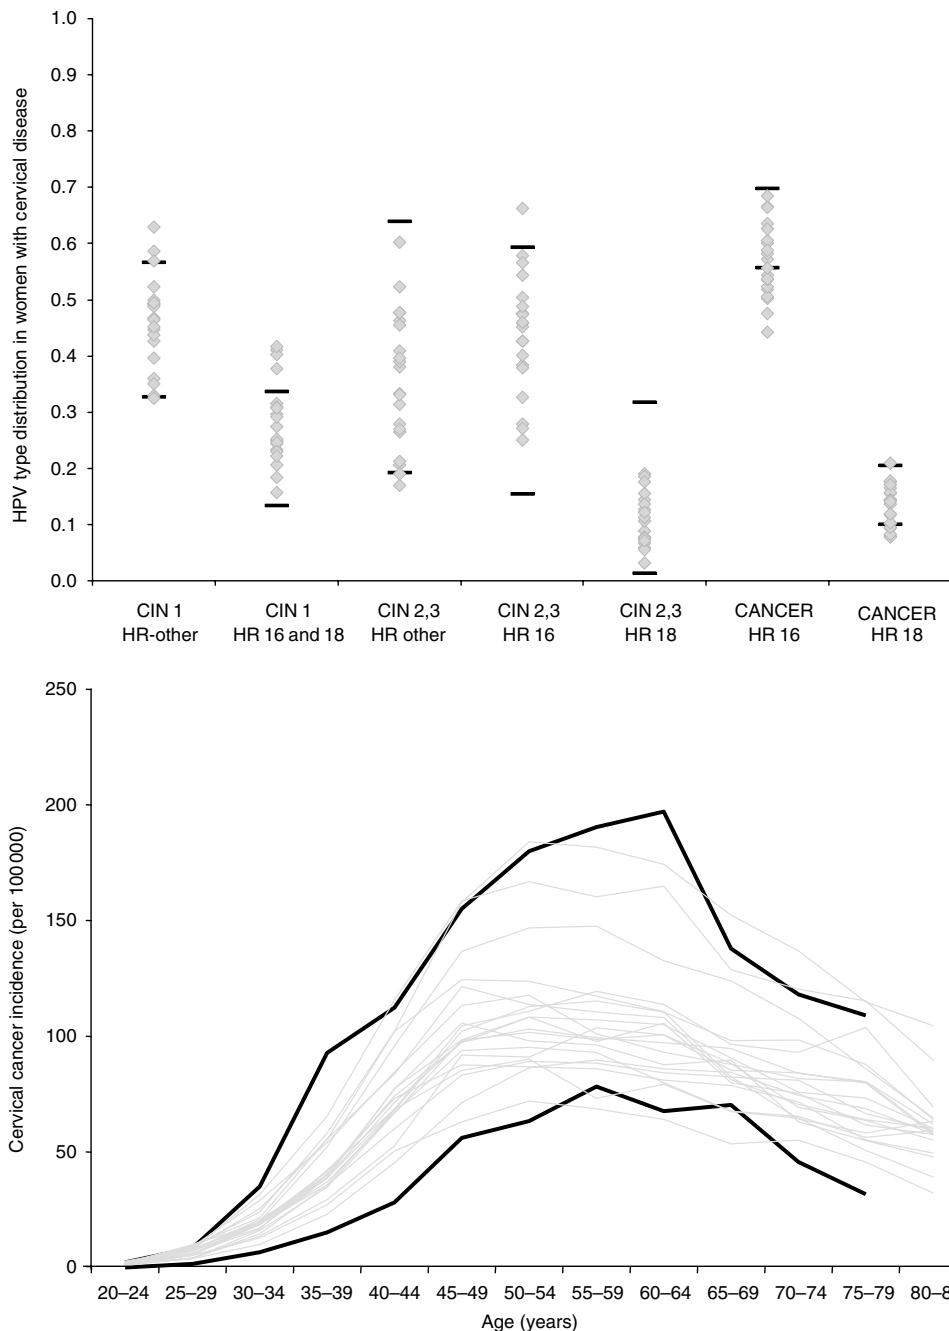 HPV type distribution in women with cervical disease
1.0
0.9
0.8
0.7
0.6
0.5
0.4
0.3
0.2
0.1
0.0
CIN 1 CIN 1 CIN 2,3 CIN 2,3 CIN 2,3 CANCER CANCER
HR-other HR 16 and 18 HR other HR 16 HR 18 HR 16 HR 18
Cervical cancer incidence (per 100 000)
250
200
150
100
50
0
20–24 25–29 30–34 35–39 40–44 45–49 50–54 55–59 60–64 65–69 70–74 75–79 80–8
Age (years)